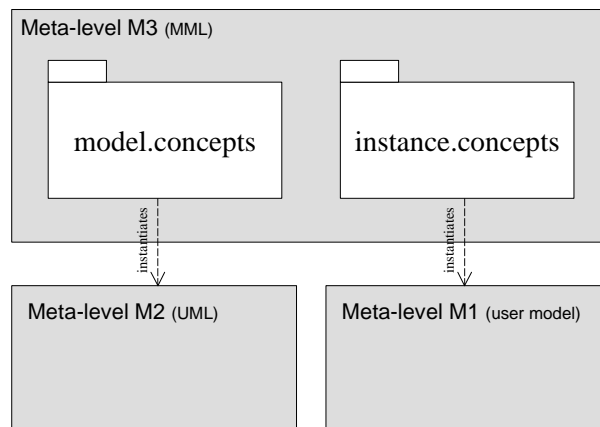 Meta-level M3 (MML)
model.concepts
instance.concepts
instantiates
instantiates
Meta-level M2 (UML)
Meta-level M1 (user model)